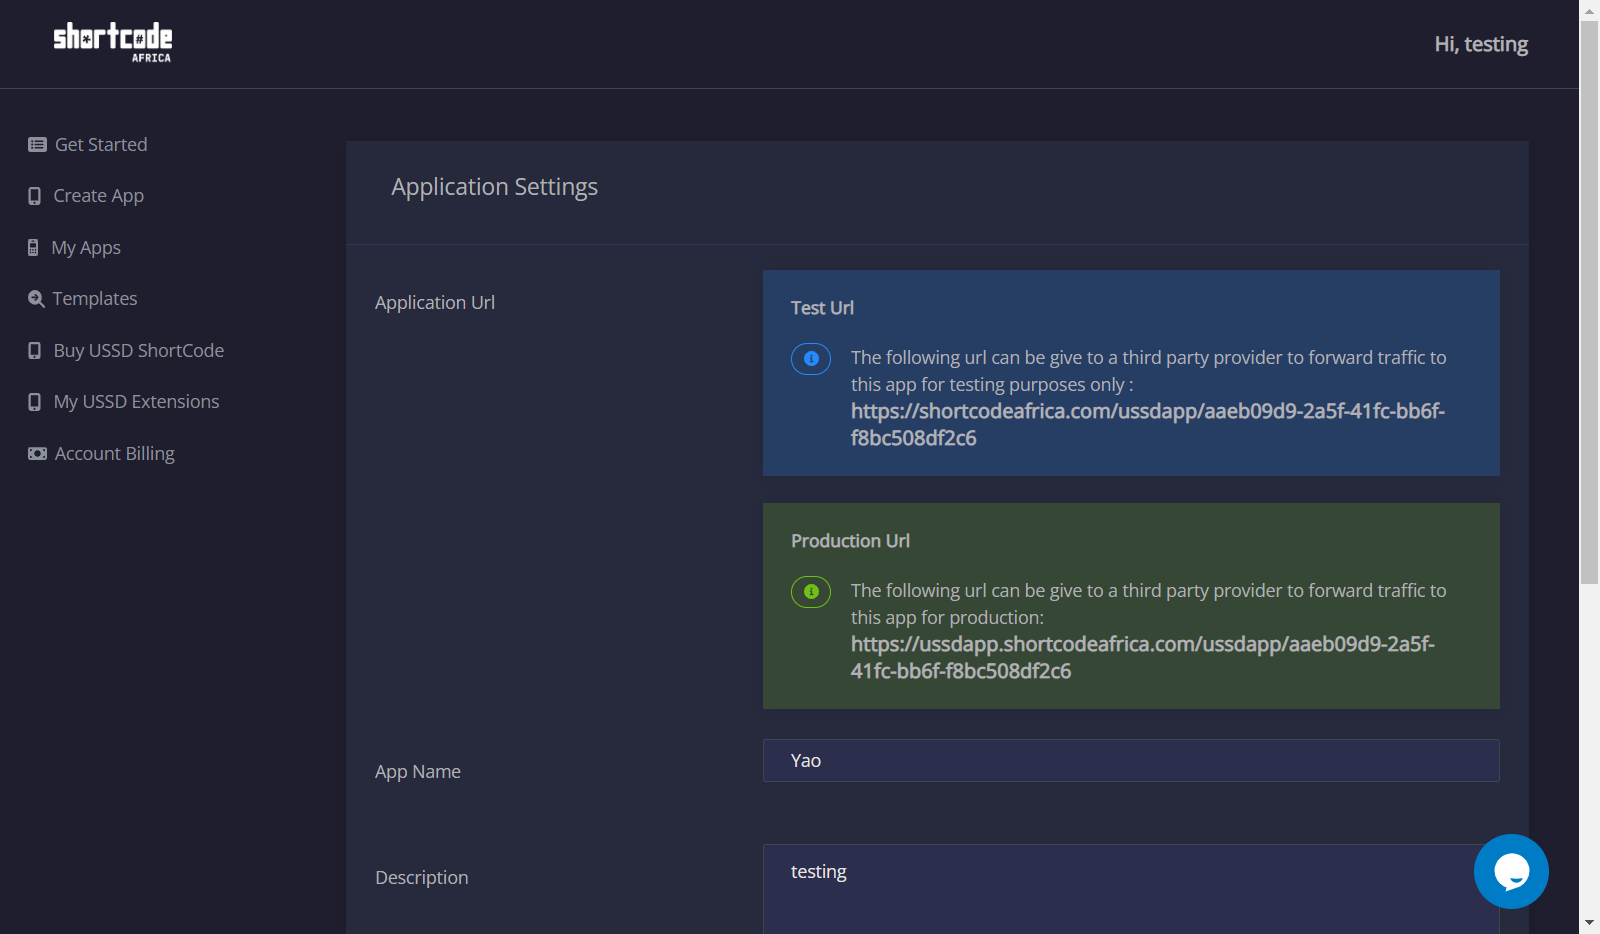 shortcode
AFRICA
Hi, testing
Get Started
Create App
My Apps
Templates
Buy USSD ShortCode
My USSD Extensions
Account Billing
Application Settings
Application Url
Test Url
The following url can be give to a third party provider to forward traffic to
this app for testing purposes only :
https://shortcodeafrica.com/ussdapp/aaeb09d9-2a5f-41fc-bb6f-
f8bc508df2c6
Production Url
The following url can be give to a third party provider to forward traffic to
this app for production:
https://ussdapp.shortcodeafrica.com/ussdapp/aaeb09d9-2a5f-
41fc-bb6f-f8bc508df2c6
App Name
Yao
Description
testing